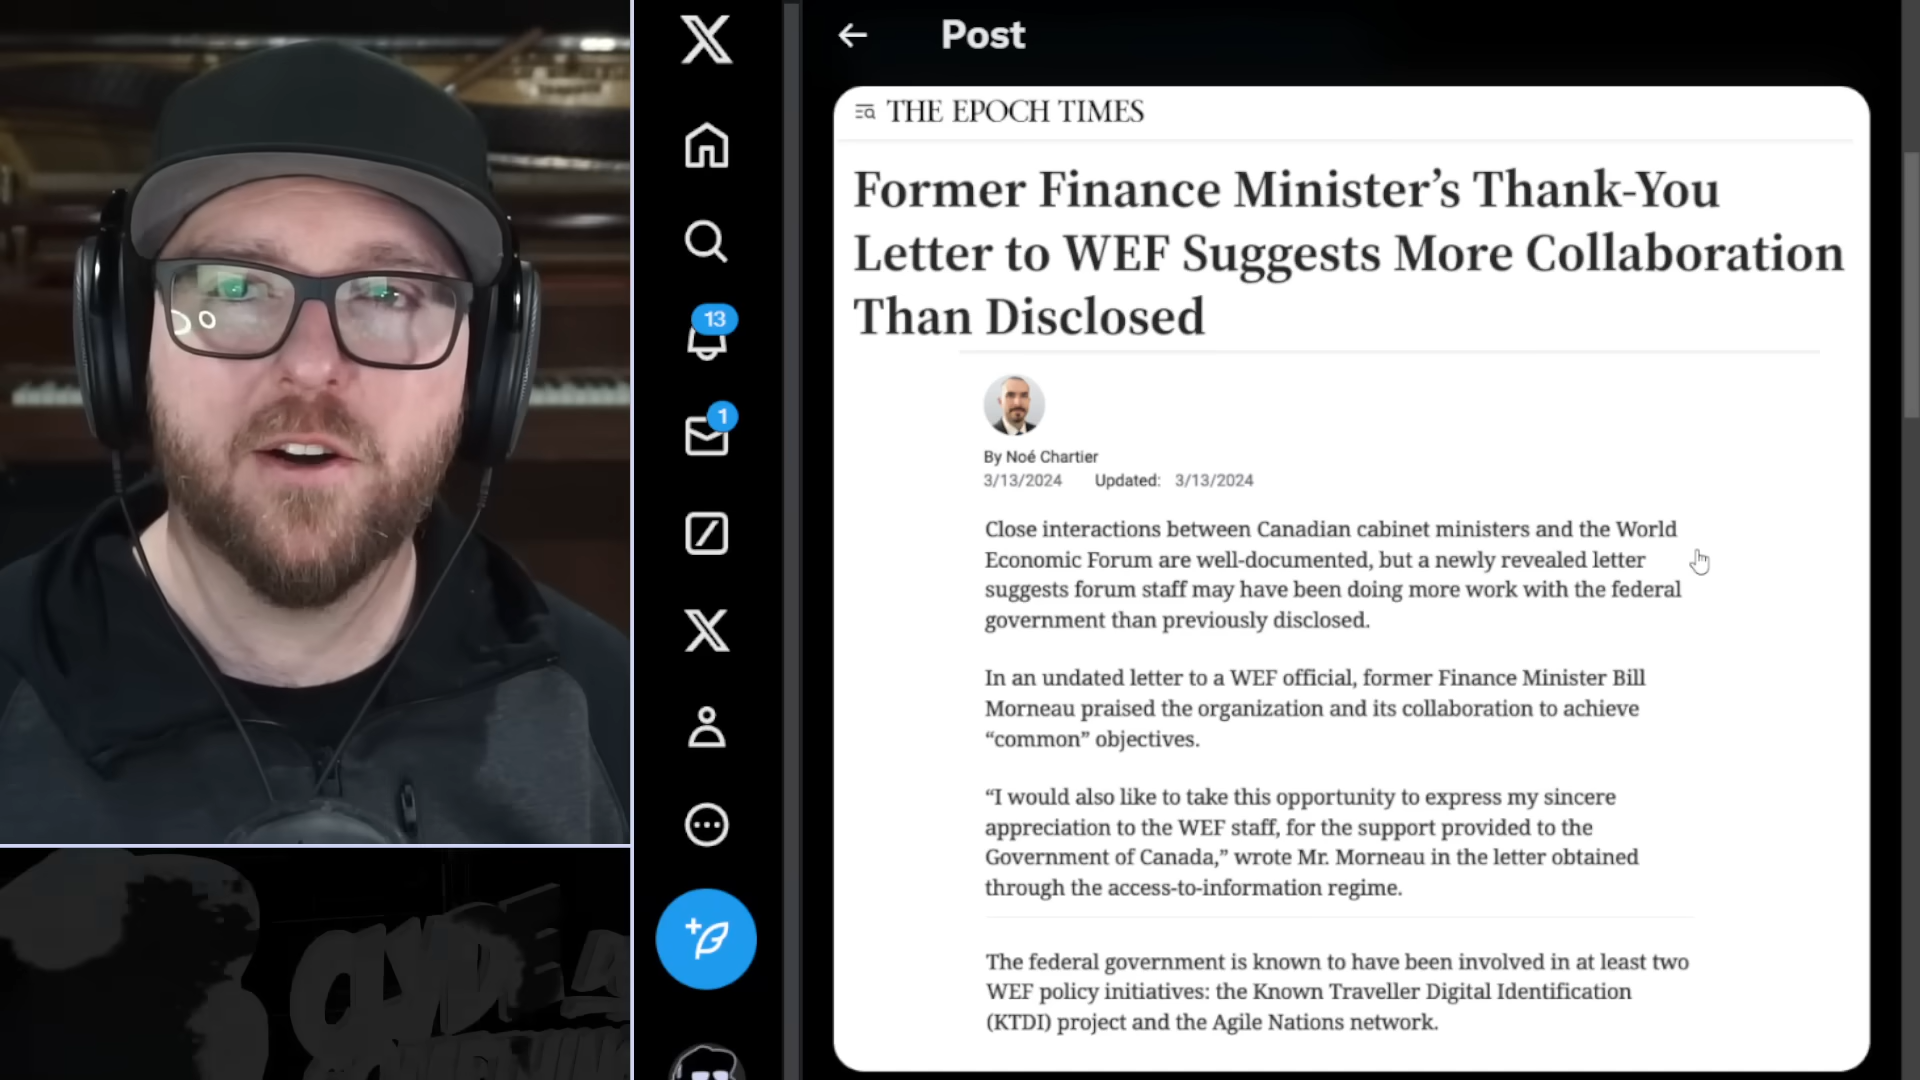 Post
THE EPOCH TIMES
Former Finance Minister’s Thank-You
Letter to WEF Suggests More Collaboration
Than Disclosed
13
1
By Noé Chartier
3/13/2024 Updated: 3/13/2024
Close interactions between Canadian cabinet ministers and the World
Economic Forum are well-documented, but a newly revealed letter
suggests forum staff may have been doing more work with the federal
government than previously disclosed.
In an undated letter to a WEF official, former Finance Minister Bill
Morneau praised the organization and its collaboration to achieve
“common” objectives.
“I would also like to take this opportunity to express my sincere
appreciation to the WEF staff, for the support provided to the
Government of Canada,” wrote Mr. Morneau in the letter obtained
through the access-to-information regime.
The federal government is known to have been involved in at least two
WEF policy initiatives: the Known Traveller Digital Identification
(KTDI) project and the Agile Nations network.
CLYDE